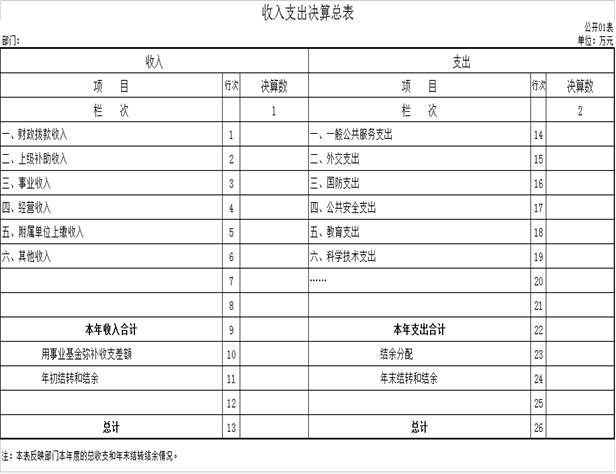 收入支出决算总表
公开01表
部门： 单位：万元
收入 支出
项 目 行次 决算数 项 目 行次 决算数
栏 次 1 栏 次 2
一、财政拨款收入 1 一、一般公共服务支出 14
二、上级补助收入 2 二、外交支出 15
三、事业收入 3 三、国防支出 16
四、经营收入 4 四、公共安全支出 17
五、附属单位上缴收入 5 五、教育支出 18
六、其他收入 6 六、科学技术支出 19
7 …… 20
8 21
本年收入合计 9 本年支出合计 22
用事业基金弥补收支差额 10 结余分配 23
年初结转和结余 11 年末结转和结余 24
12 25
总计 13 总计 26
注：本表反映部门本年度的总收支和年末结转结余情况。